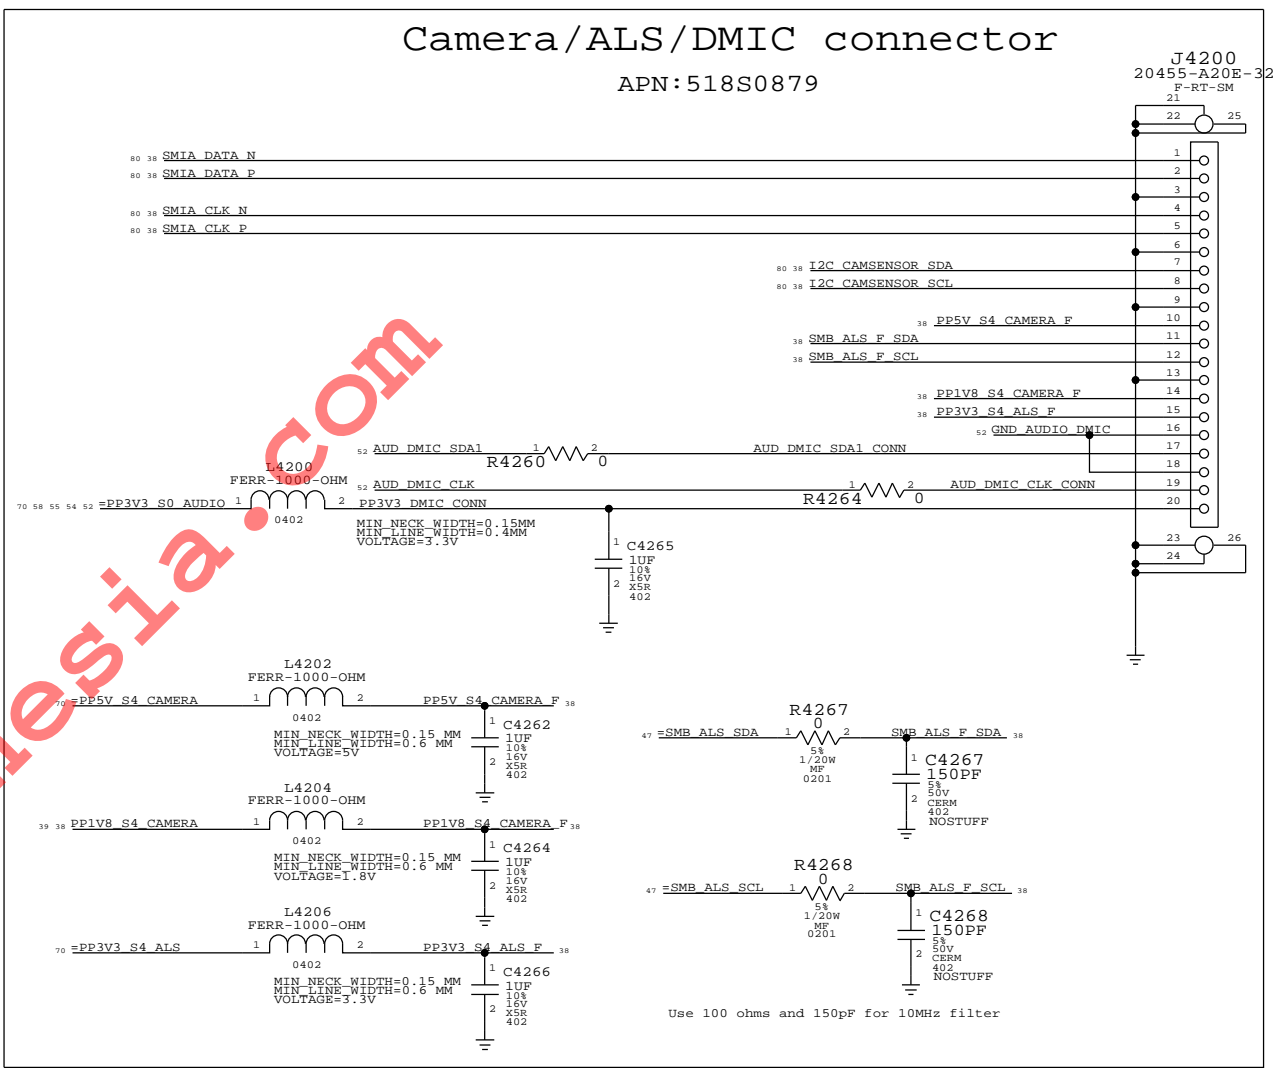 Camera/ALS/DMIC connector
APN:518S0879
J4200
20455-A20E-32
F-RT-SM
21
22 25
80 38 SMIA_DATA_N 1
80 38 SMIA_DATA_P 2
3
80 38 SMIA_CLK_N 4
80 38 SMIA_CLK_P 5
6
80 38 I2C_CAMSENSOR_SDA 7
80 38 I2C_CAMSENSOR_SCL 8
9
38 PP5V_S4_CAMERA_F 10
38 SMB_ALS_F_SDA 11
38 SMB_ALS_F_SCL 12
13
38 PP1V8_S4_CAMERA_F 14
38 PP3V3_S4_ALS_F 15
52 GND_AUDIO_DMIC 16
52 AUD_DMIC_SDA1 1 2 AUD_DMIC_SDA1_CONN 17
R4260 0
18
L4200
FERR-1000-OHM
52 AUD_DMIC_CLK 1 2 AUD_DMIC_CLK_CONN 19
R4264 0
70 58 55 54 52 =PP3V3_S0_AUDIO 1 2 PP3V3_DMIC_CONN 20
0402
MIN_NECK_WIDTH=0.15MM
MIN_LINE_WIDTH=0.4MM
VOLTAGE=3.3V
1 C4265
1UF
10%
16V
2 X5R
402
23 26
24
L4202
FERR-1000-OHM
70 =PP5V_S4_CAMERA 1 2 PP5V_S4_CAMERA_F 38
0402
MIN_NECK_WIDTH=0.15 MM
MIN_LINE_WIDTH=0.6 MM
VOLTAGE=5V
1 C4262
1UF
10%
16V
2 X5R
402
L4204
FERR-1000-OHM
39 38 PP1V8_S4_CAMERA 1 2 PP1V8_S4_CAMERA_F 38
0402
MIN_NECK_WIDTH=0.15 MM
MIN_LINE_WIDTH=0.6 MM
VOLTAGE=1.8V
1 C4264
1UF
10%
16V
2 X5R
402
L4206
FERR-1000-OHM
70 =PP3V3_S4_ALS 1 2 PP3V3_S4_ALS_F 38
0402
MIN_NECK_WIDTH=0.15 MM
MIN_LINE_WIDTH=0.6 MM
VOLTAGE=3.3V
1 C4266
1UF
10%
16V
2 X5R
402
R4267
0
47 =SMB_ALS_SDA 1 2 SMB_ALS_F_SDA 38
5%
1/20W
MF
0201
1 C4267
150PF
5%
50V
2 CERM
402
NOSTUFF
R4268
0
47 =SMB_ALS_SCL 1 2 SMB_ALS_F_SCL 38
5%
1/20W
MF
0201
1 C4268
150PF
5%
50V
2 CERM
402
NOSTUFF
Use 100 ohms and 150pF for 10MHz filter
nesia.com